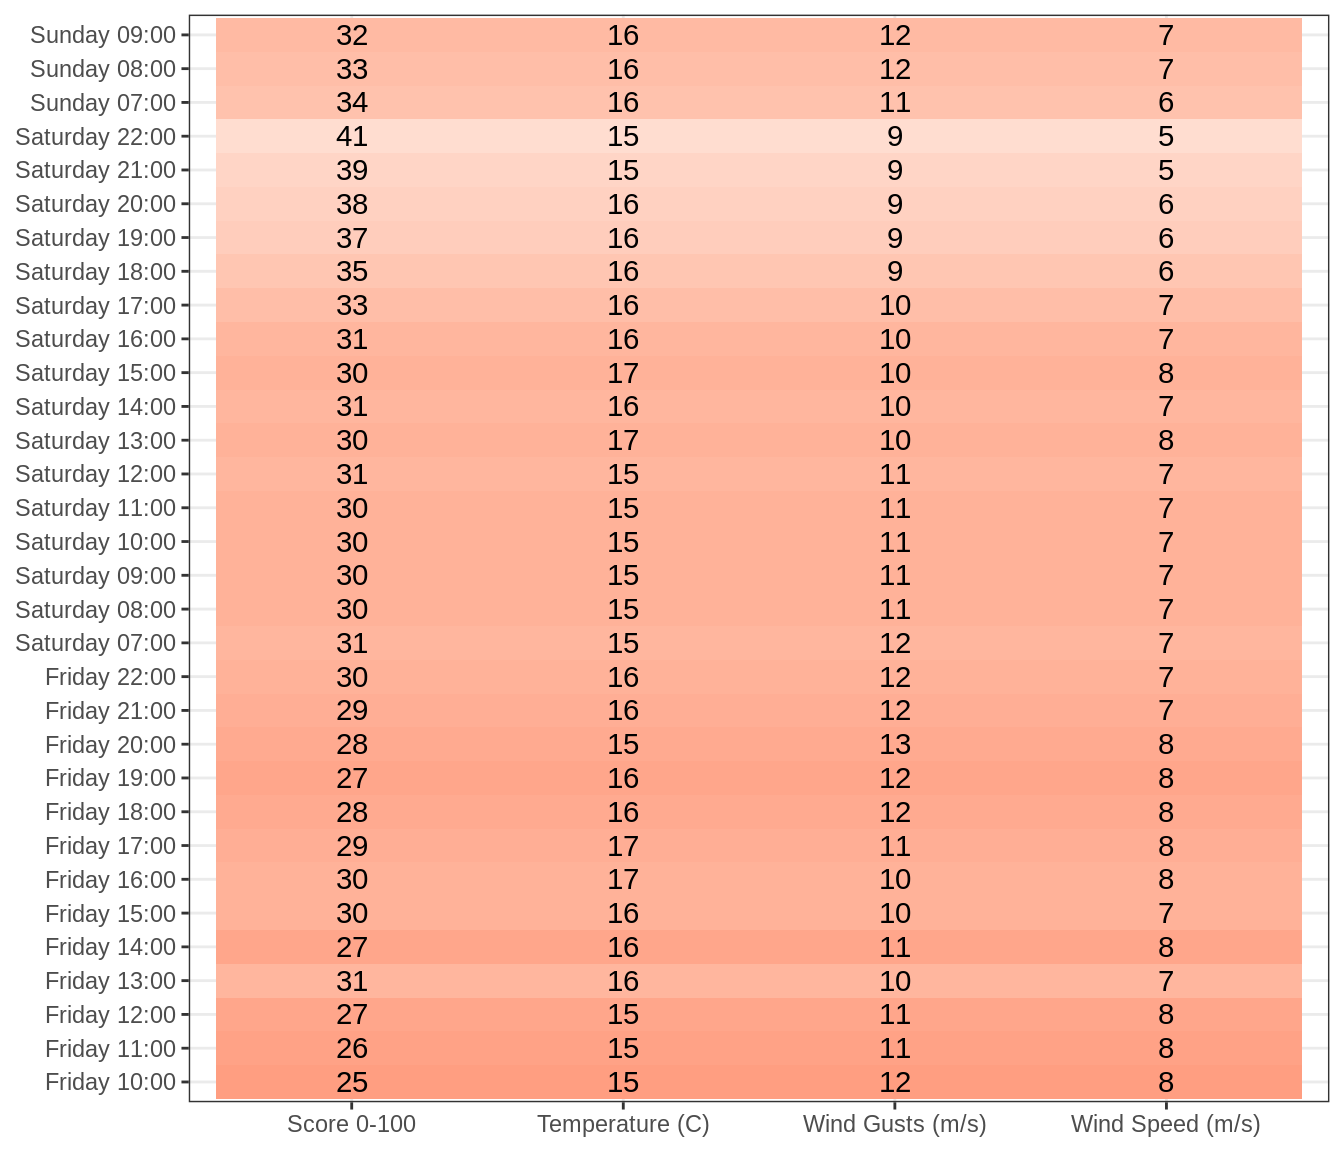 Sunday 09:00 32 16 12 7
Sunday 08:00 33 16 12 7
Sunday 07:00 34 16 11 6
Saturday 22:00 41 15 9 5
Saturday 21:00 39 15 9 5
Saturday 20:00 38 16 9 6
Saturday 19:00 37 16 9 6
Saturday 18:00 35 16 9 6
Saturday 17:00 33 16 10 7
Saturday 16:00 31 16 10 7
Saturday 15:00 30 17 10 8
Saturday 14:00 31 16 10 7
Saturday 13:00 30 17 10 8
Saturday 12:00 31 15 11 7
Saturday 11:00 30 15 11 7
Saturday 10:00 30 15 11 7
Saturday 09:00 30 15 11 7
Saturday 08:00 30 15 11 7
Saturday 07:00 31 15 12 7
Friday 22:00 30 16 12 7
Friday 21:00 29 16 12 7
Friday 20:00 28 15 13 8
Friday 19:00 27 16 12 8
Friday 18:00 28 16 12 8
Friday 17:00 29 17 11 8
Friday 16:00 30 17 10 8
Friday 15:00 30 16 10 7
Friday 14:00 27 16 11 8
Friday 13:00 31 16 10 7
Friday 12:00 27 15 11 8
Friday 11:00 26 15 11 8
Friday 10:00 25 15 12 8
Score 0-100 Temperature (C) Wind Gusts (m/s) Wind Speed (m/s)